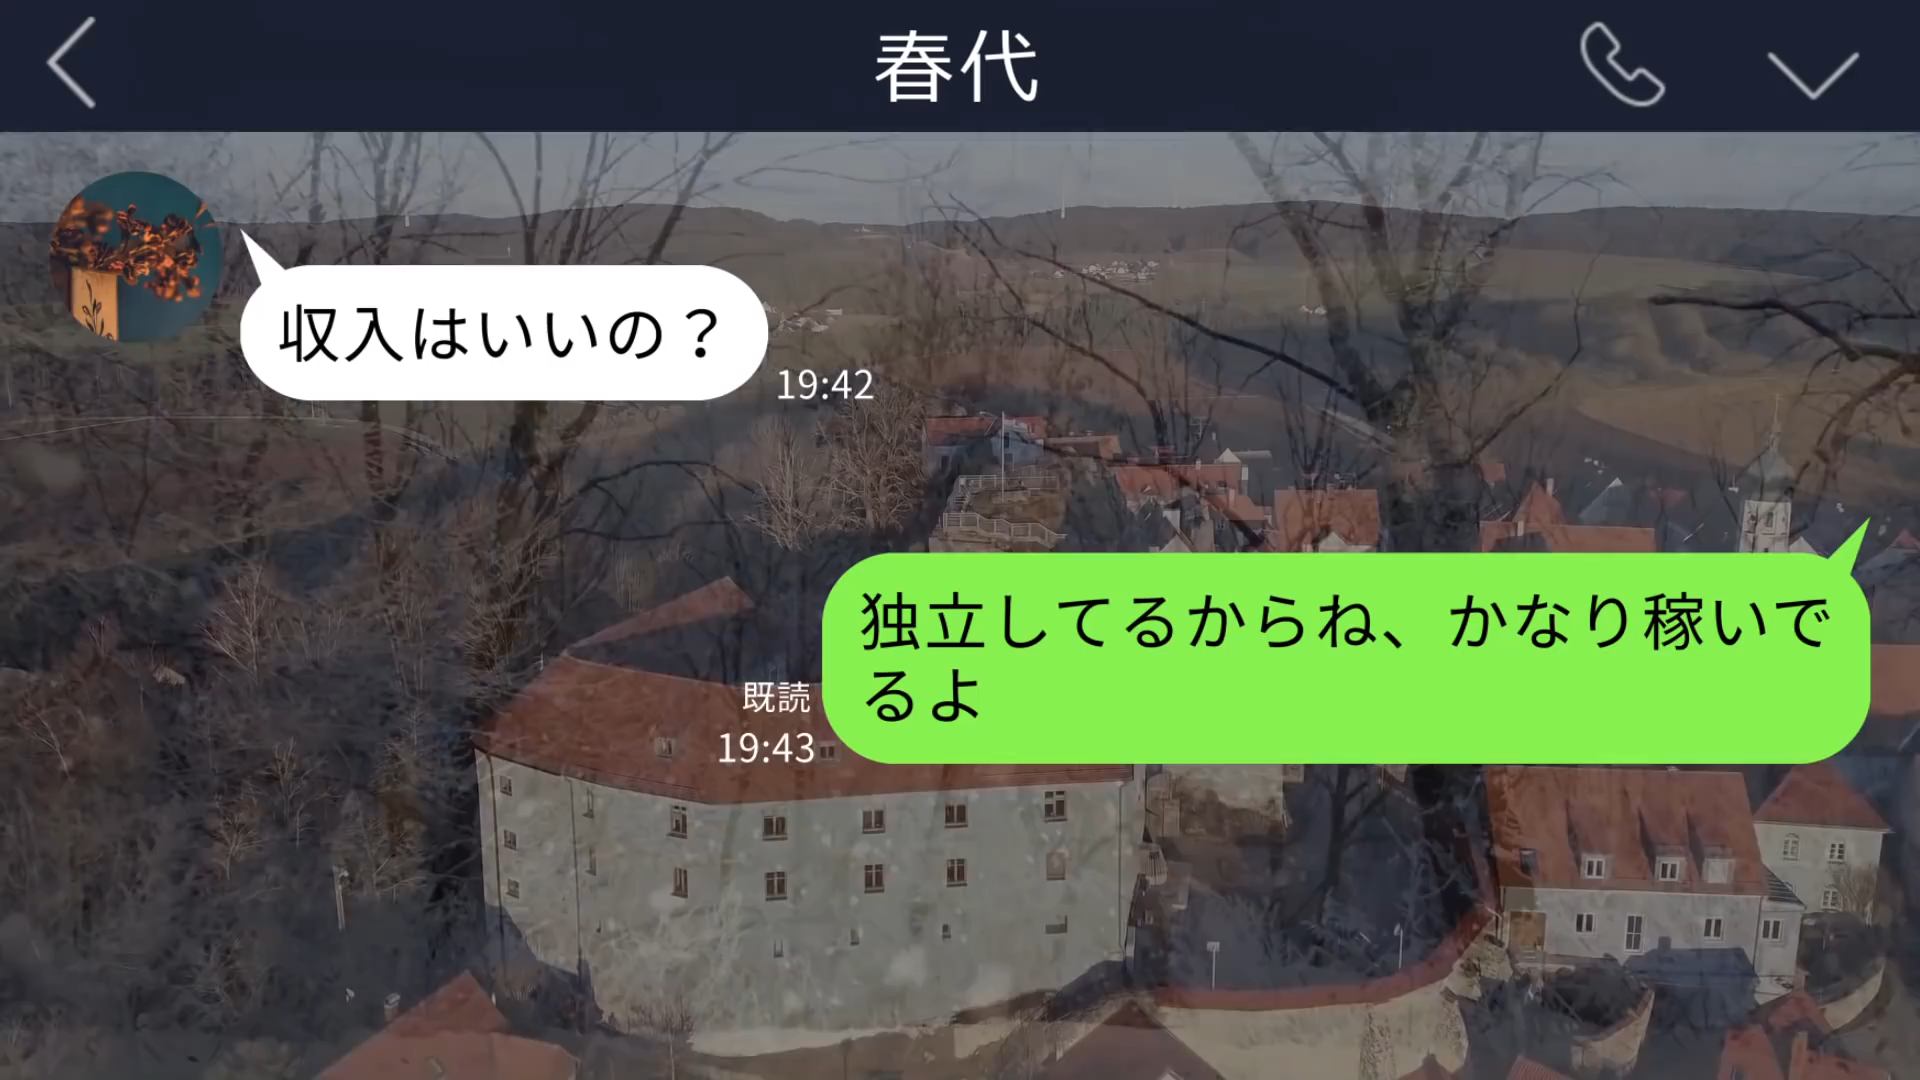 春代
収入はいいの？
19:42
独立してるからね、かなり稼いで
るよ
既読
19:43